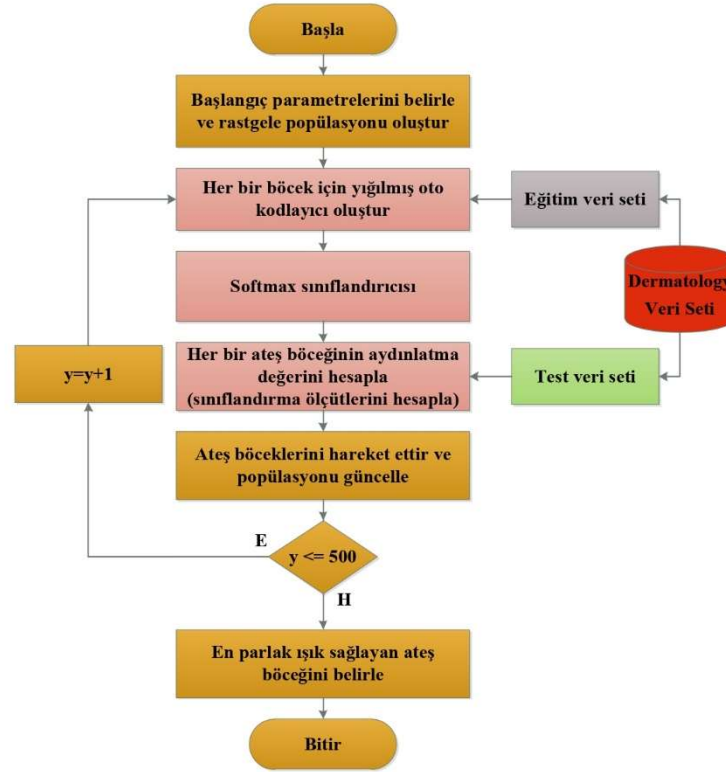 Başla
Başlangıç parametrelerini belirle
ve rastgele popülasyonu oluştur
Her bir böcek için yığılmış oto
kodlayıcı oluştur
Eğitim veri seti
Softmax sınıflandırıcısı
Dermatology
Veri Seti
Her bir ateş böceğinin aydınlatma
değerini hesapla
(sınıflandırma ölçütlerini hesapla)
Test veri seti
y=y+1
Ateş böceklerini hareket ettir ve
popülasyonu güncelle
E
y <= 500
H
En parlak ışık sağlayan ateş
böceğini belirle
Bitir